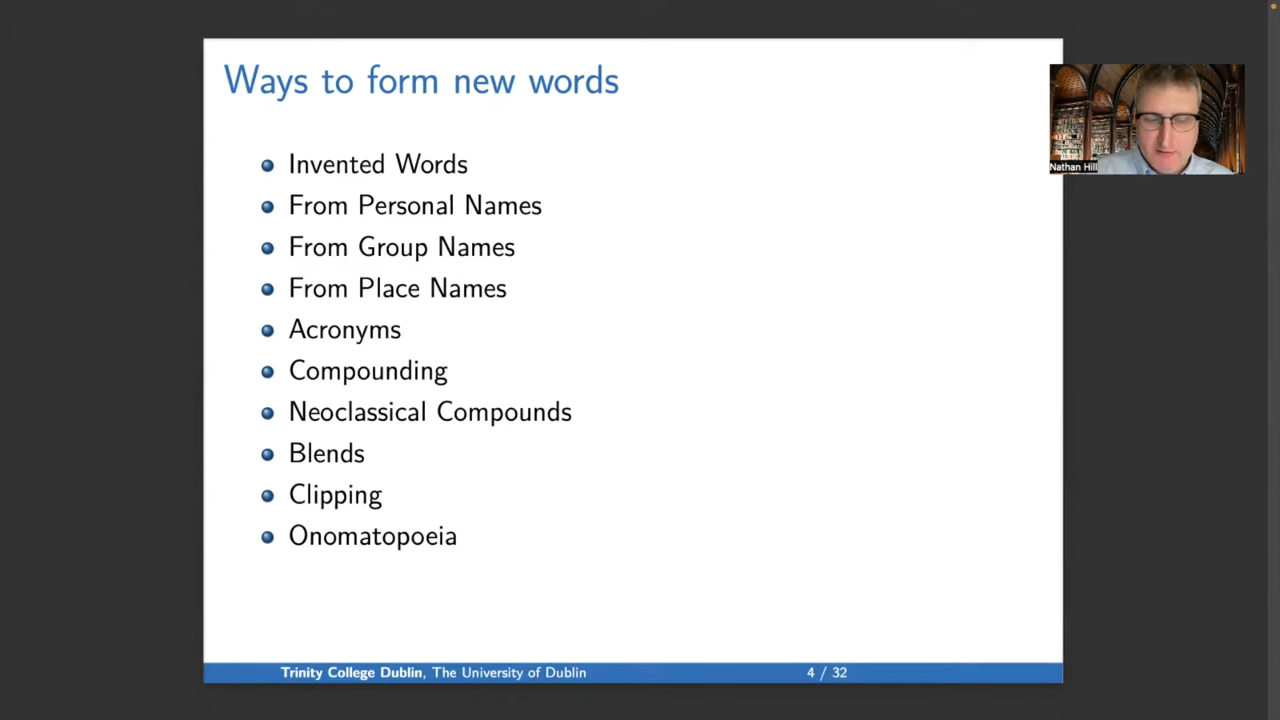 Ways to form new words
Invented Words
From Personal Names
From Group Names
From Place Names
Acronyms
Compounding
Neoclassical Compounds
Blends
Clipping
Onomatopoeia
Trinity College Dublin, The University of Dublin 4 / 32
Nathan Hill